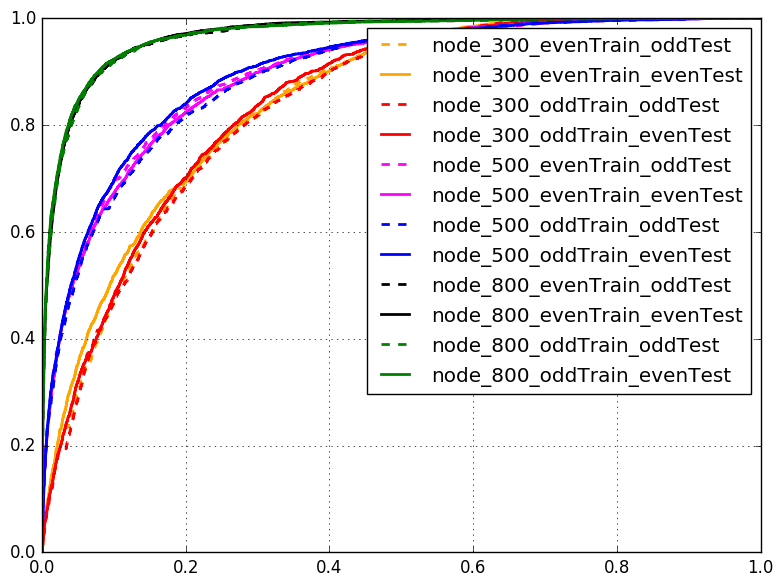 1.0
0.8
0.6
0.4
0.2
0.0
0.0 0.2 0.4 0.6 0.8 1.0
node_300_evenTrain_oddTest
node_300_evenTrain_evenTest
node_300_oddTrain_oddTest
node_300_oddTrain_evenTest
node_500_evenTrain_oddTest
node_500_evenTrain_evenTest
node_500_oddTrain_oddTest
node_500_oddTrain_evenTest
node_800_evenTrain_oddTest
node_800_evenTrain_evenTest
node_800_oddTrain_oddTest
node_800_oddTrain_evenTest